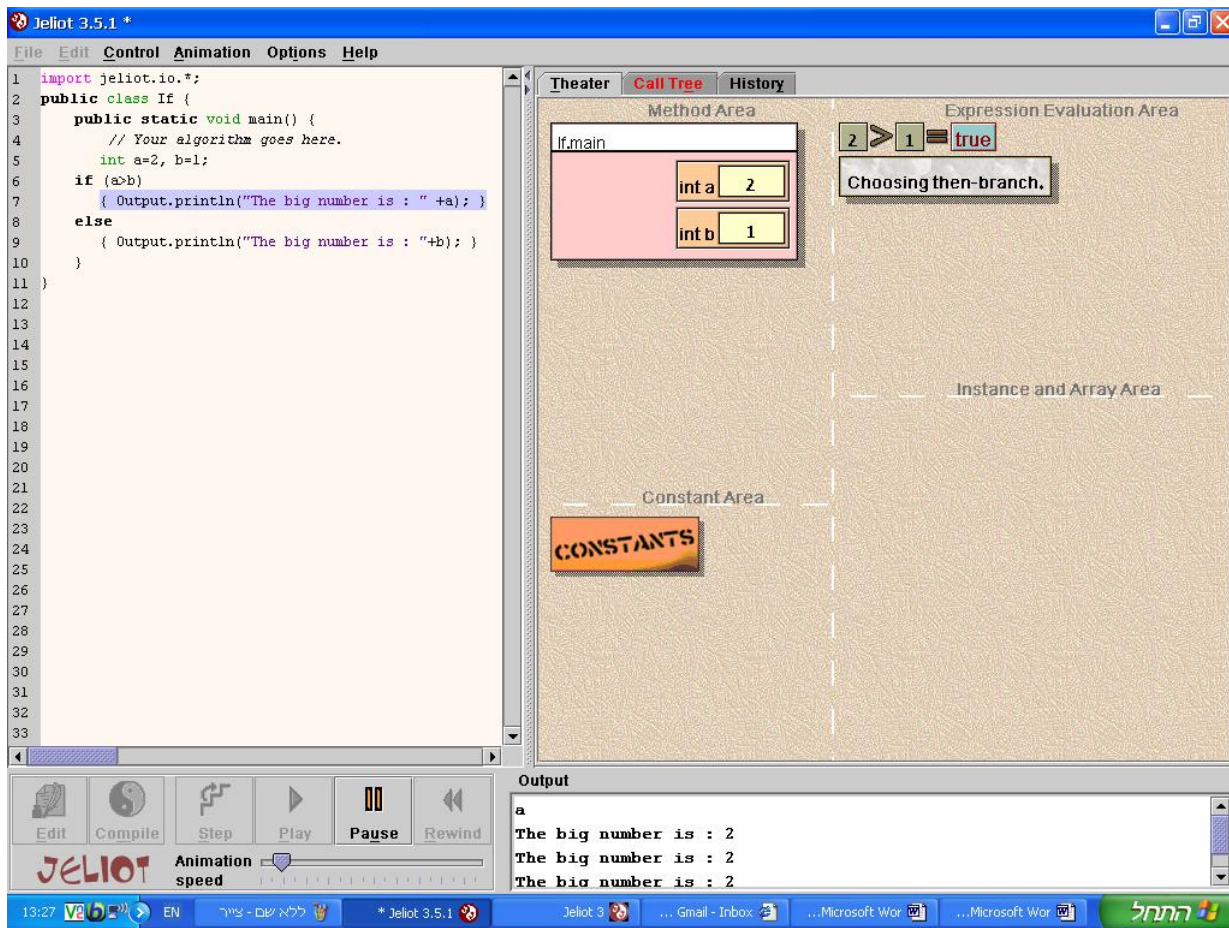 Jeliot 3.5.1 *
File Edit Control Animation Options Help
1 import jeliot.io.*;
2 public class If {
3 public static void main() {
4 // Your algorithm goes here.
5 int a=2, b=1;
6 if (a>b)
7 { Output.println("The big number is : " +a); }
8 else
9 { Output.println("The big number is : "+b); }
10 }
11 }
12
13
14
15
16
17
18
19
20
21
22
23
24
25
26
27
28
29
30
31
32
33
Theater Call Tree History
Method Area
If.main
int a 2
int b 1
Expression Evaluation Area
2 > 1 = true
Choosing then-branch.
Instance and Array Area
Constant Area
CONSTANTS
Edit Compile Step Play Pause Rewind
JELIOT Animation speed
Output
a
The big number is : 2
The big number is : 2
The big number is : 2
13:27 EN ללא שם - צייר * Jeliot 3.5.1 Jeliot 3 ... Gmail - Inbox ...Microsoft Wor ...Microsoft Wor התחל